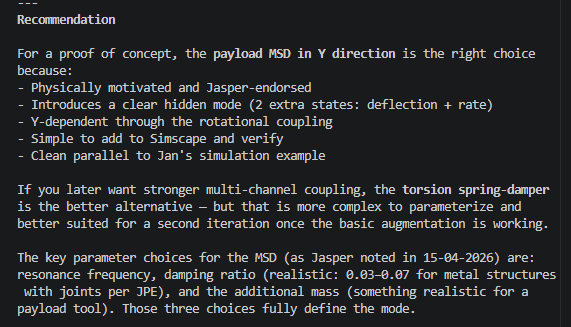 ---
Recommendation
For a proof of concept, the payload MSD in Y direction is the right choice
because:
- Physically motivated and Jasper-endorsed
- Introduces a clear hidden mode (2 extra states: deflection + rate)
- Y-dependent through the rotational coupling
- Simple to add to Simscape and verify
- Clean parallel to Jan's simulation example
If you later want stronger multi-channel coupling, the torsion spring-damper
is the better alternative — but that is more complex to parameterize and
better suited for a second iteration once the basic augmentation is working.
The key parameter choices for the MSD (as Jasper noted in 15-04-2026) are:
resonance frequency, damping ratio (realistic: 0.03–0.07 for metal structures
with joints per JPE), and the additional mass (something realistic for a
payload tool). Those three choices fully define the mode.